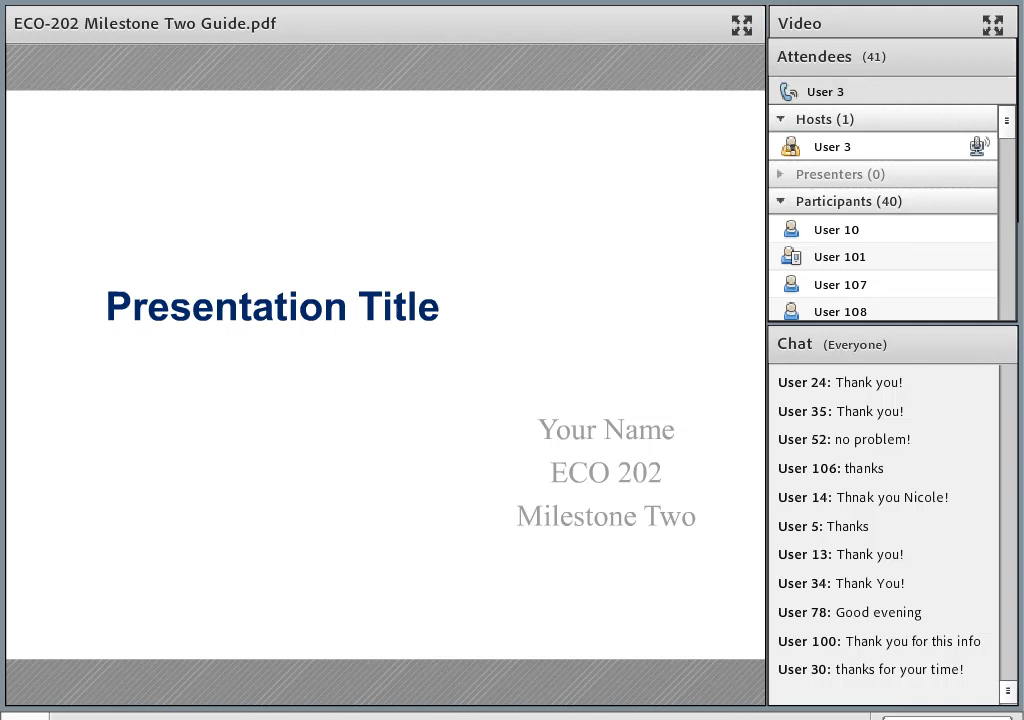 ECO-202 Milestone Two Guide.pdf
Presentation Title
Your Name
ECO 202
Milestone Two
Video
Attendees (41)
User 3
Hosts (1)
User 3
Presenters (0)
Participants (40)
User 10
User 101
User 107
User 108
Chat (Everyone)
User 24: Thank you!
User 35: Thank you!
User 52: no problem!
User 106: thanks
User 14: Thnak you Nicole!
User 5: Thanks
User 13: Thank you!
User 34: Thank You!
User 78: Good evening
User 100: Thank you for this info
User 30: thanks for your time!